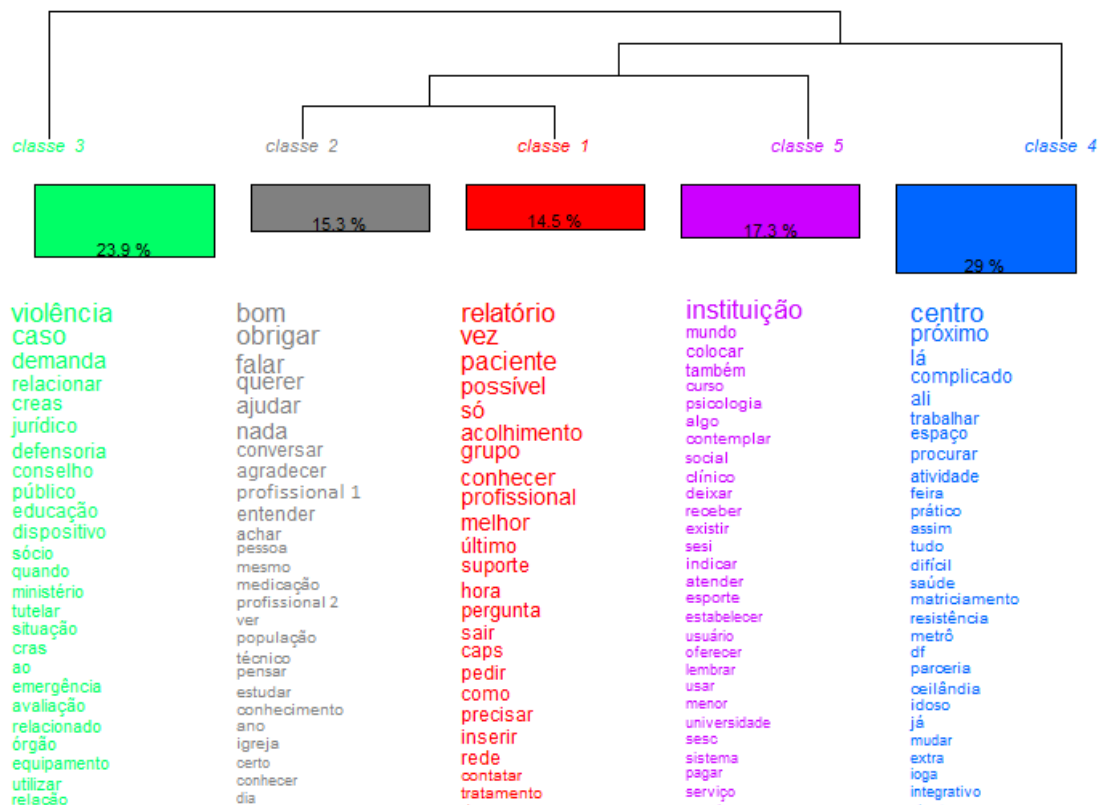 classe 3
classe 2
classe 1
classe 5
classe 4
23.9 %
15.3 %
14.5 %
17.3 %
29 %
violência
caso
demanda
relacionar
creas
jurídico
defensoria
conselho
público
educação
dispositivo
sócio
quando
ministério
tutelar
situação
cras
ao
emergência
avaliação
relacionado
órgão
equipamento
utilizar
relação
bom
obrigar
falar
querer
ajudar
nada
conversar
agradecer
profissional 1
entender
achar
pessoa
mesmo
medicação
profissional 2
ver
população
técnico
pensar
estudar
conhecimento
ano
igreja
certo
conhecer
dia
relatório
vez
paciente
possível
só
acolhimento
grupo
conhecer
profissional
melhor
último
suporte
hora
pergunta
sair
caps
pedir
como
precisar
inserir
rede
contatar
tratamento
instituição
mundo
colocar
também
curso
psicologia
algo
contemplar
social
clínico
deixar
receber
existir
sesi
indicar
atender
esporte
estabelecer
usuário
oferecer
lembrar
usar
menor
universidade
sesc
sistema
pagar
serviço
centro
próximo
lá
complicado
ali
trabalhar
espaço
procurar
atividade
feira
prático
assim
tudo
difícil
saúde
matriciamento
resistência
metrô
df
parceria
ceilândia
idoso
já
mudar
extra
ioga
integrativo